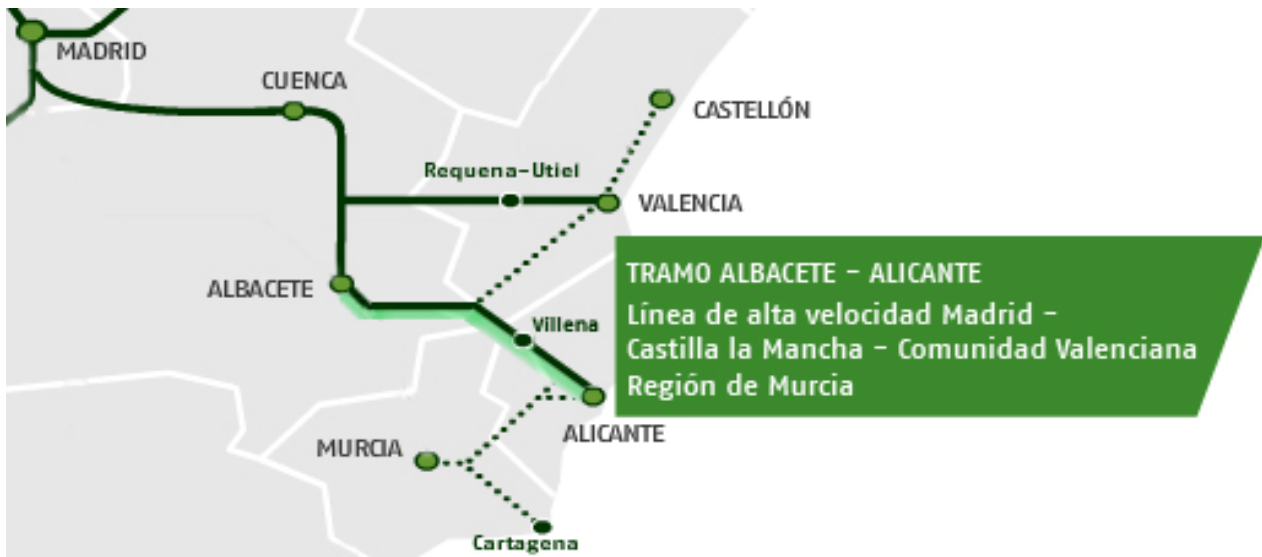 MADRID
CUENCA
CASTELLÓN
Requena-Utiel
VALENCIA
ALBACETE
TRAMO ALBACETE - ALICANTE
Línea de alta velocidad Madrid -
Castilla la Mancha - Comunidad Valenciana
Región de Murcia
Villena
ALICANTE
MURCIA
Cartagena